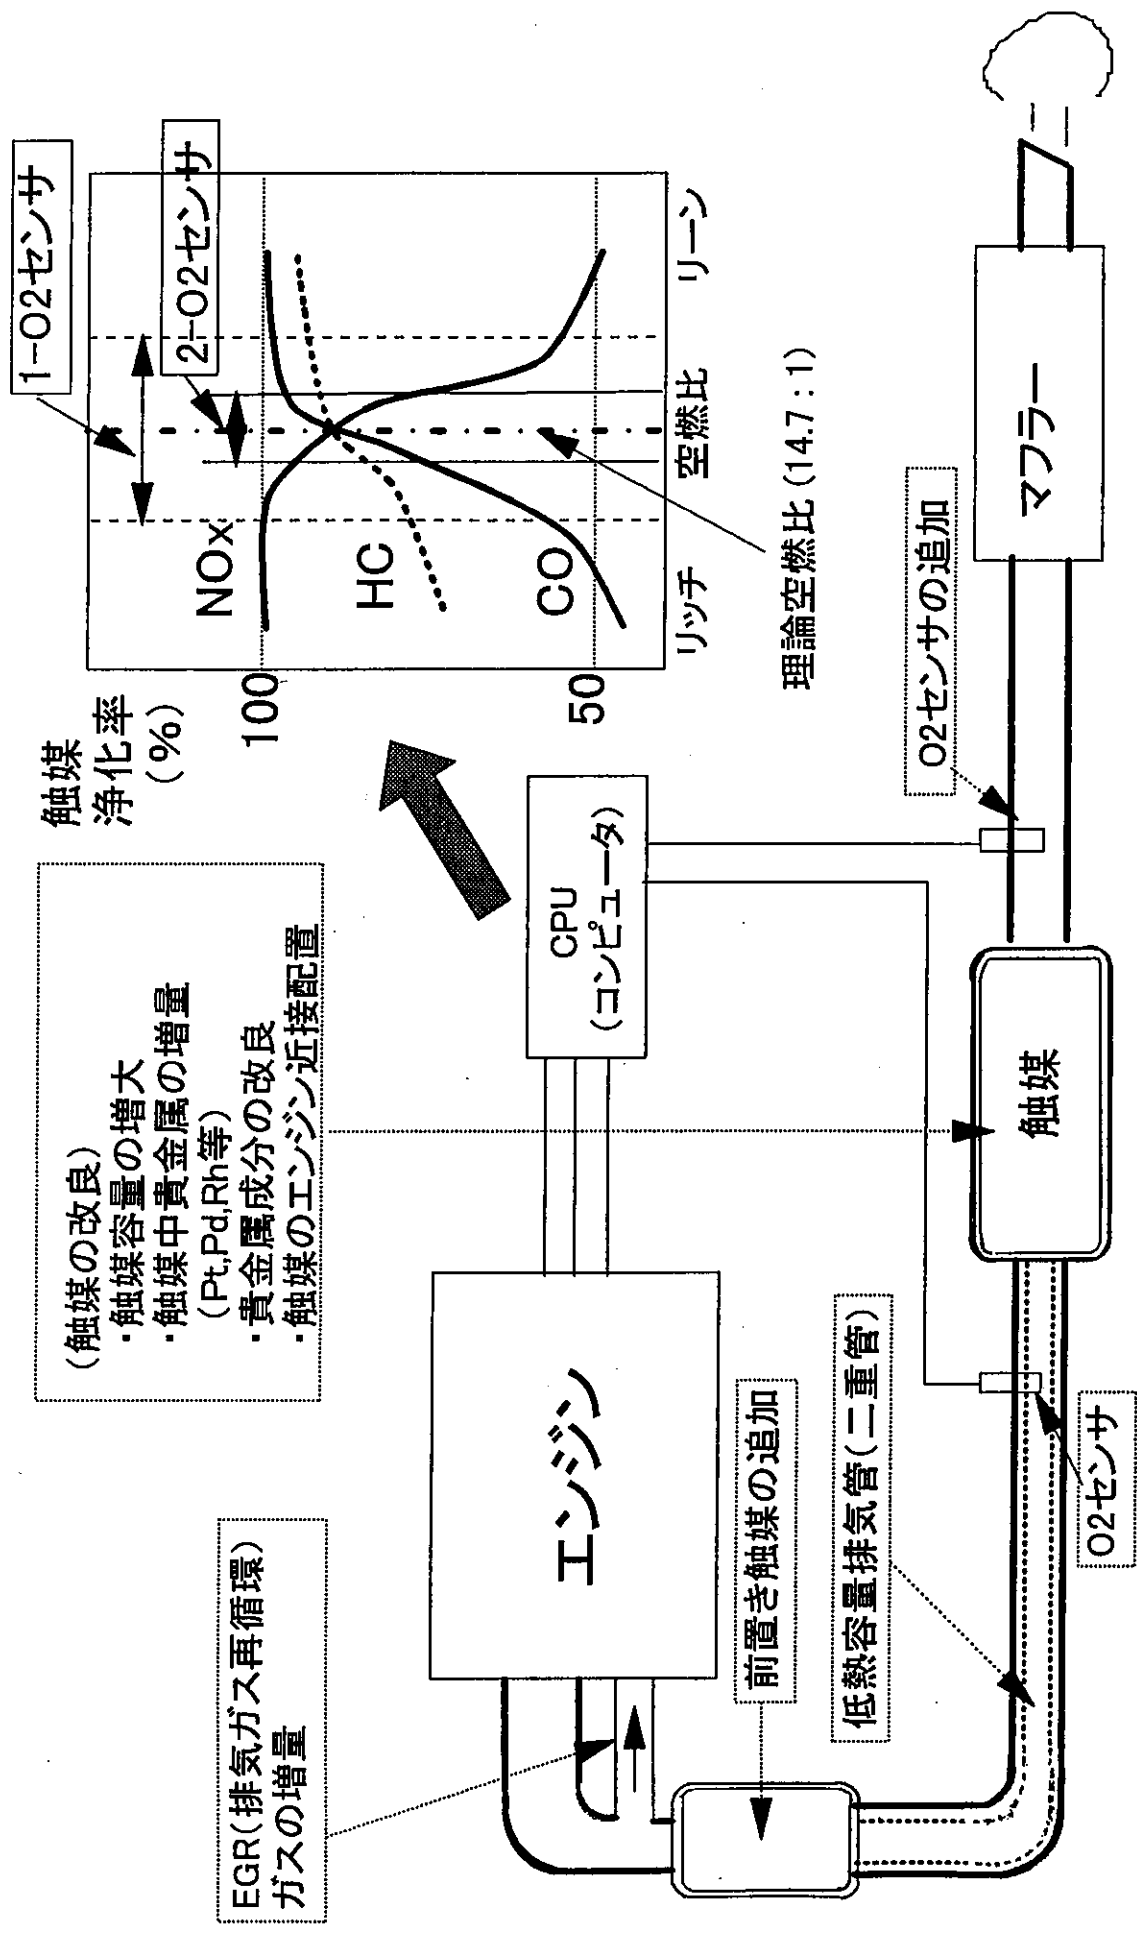 (触媒の改良)
・触媒容量の増大
・触媒中貴金属の増量
(Pt,Pd,Rh等)
・貴金属成分の改良
・触媒のエンジン近接配置
触媒
浄化率
(%)
100
50
1-O2センサ
2-O2センサ
NOx
HC
CO
リッチ
空燃比
リーン
理論空燃比(14.7:1)
EGR(排気ガス再循環)
ガスの増量
エンジン
CPU
(コンピュータ)
前置き触媒の追加
低熱容量排気管(二重管)
O2センサ
触媒
O2センサの追加
マフラー